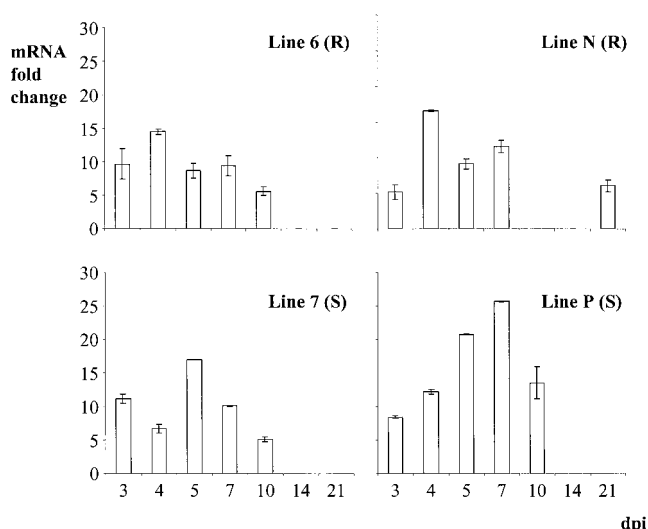 mRNA
fold
change
Line 6 (R)
Line N (R)
30
25
20
15
10
5
0
Line 7 (S)
Line P (S)
30
25
20
15
10
5
0
3 4 5 7 10 14 21 3 4 5 7 10 14 21
dpi